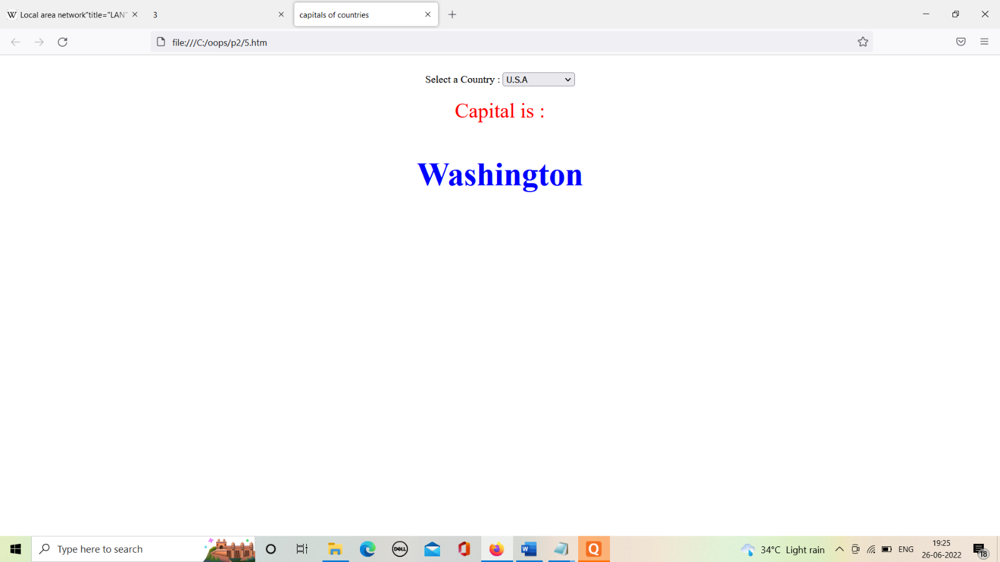 W Local area network"title="LAN"
3
capitals of countries
file:///C:/oops/p2/5.htm
Select a Country : U.S.A
Capital is :
Washington
Type here to search
DELL
W
Q
34°C Light rain
ENG
19:25
26-06-2022
18